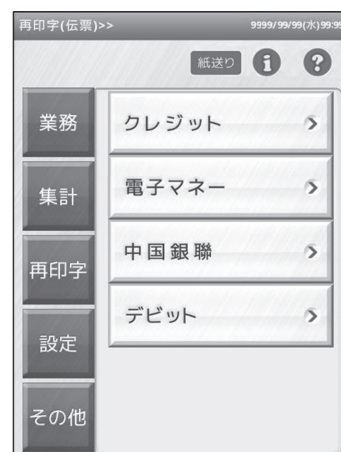 再印字(伝票)>> 9999/99/99(水)99:99
紙送り i ?
業務
集計
再印字
設定
その他
クレジット
電子マネー
中国銀聯
デビット